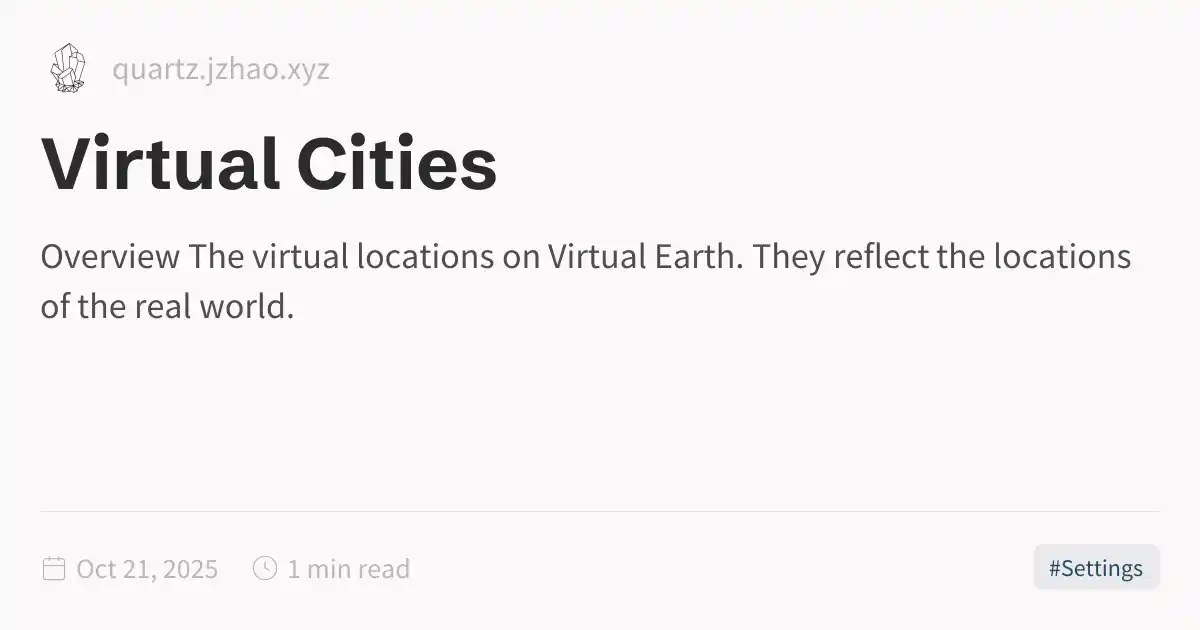 quartz.jzhao.xyz
Virtual Cities
Overview The virtual locations on Virtual Earth. They reflect the locations
of the real world.
Oct 21, 2025 1 min read #Settings